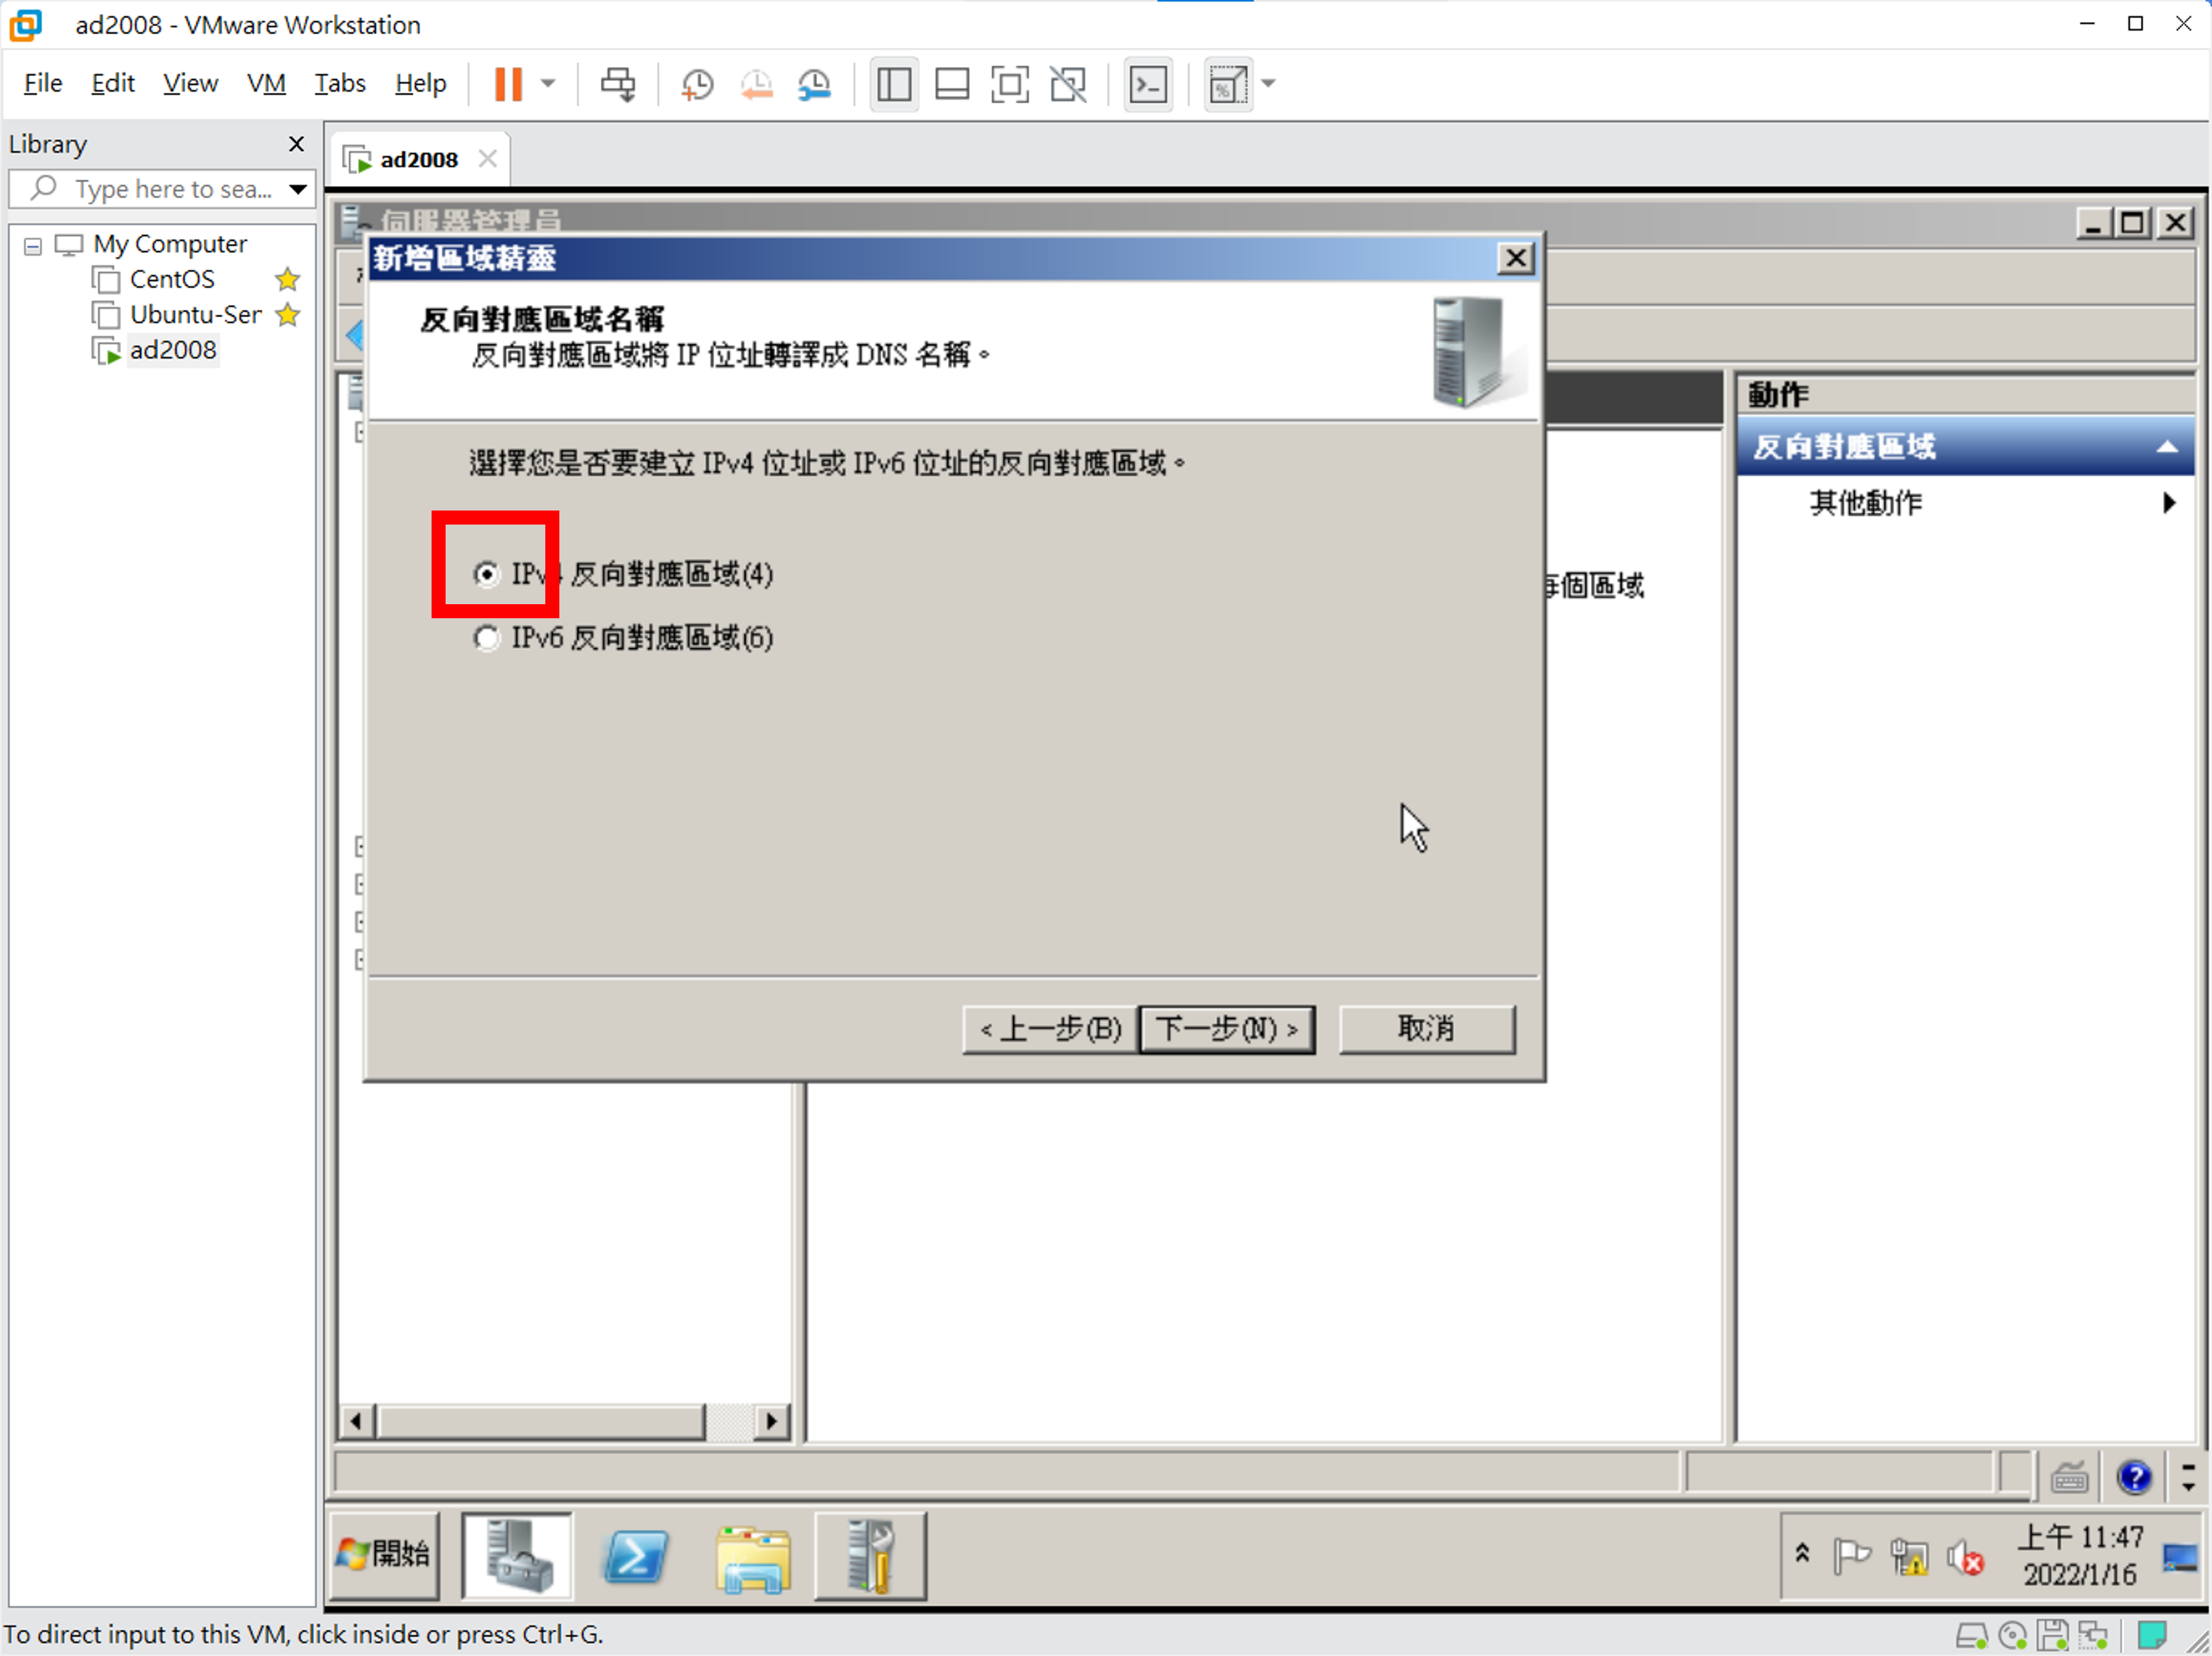 ad2008 - VMware Workstation
File Edit View VM Tabs Help
Library
ad2008
Type here to sea...
My Computer
CentOS
Ubuntu-Ser
ad2008
伺服器管理員
新增區域精靈
反向對應區域名稱
反向對應區域將 IP 位址轉譯成 DNS 名稱。
選擇您是否要建立 IPv4 位址或 IPv6 位址的反向對應區域。
IPv4 反向對應區域(4)
IPv6 反向對應區域(6)
< 上一步(B) 下一步(N) > 取消
每個區域
動作
反向對應區域
其他動作
開始
上午 11:47
2022/1/16
To direct input to this VM, click inside or press Ctrl+G.